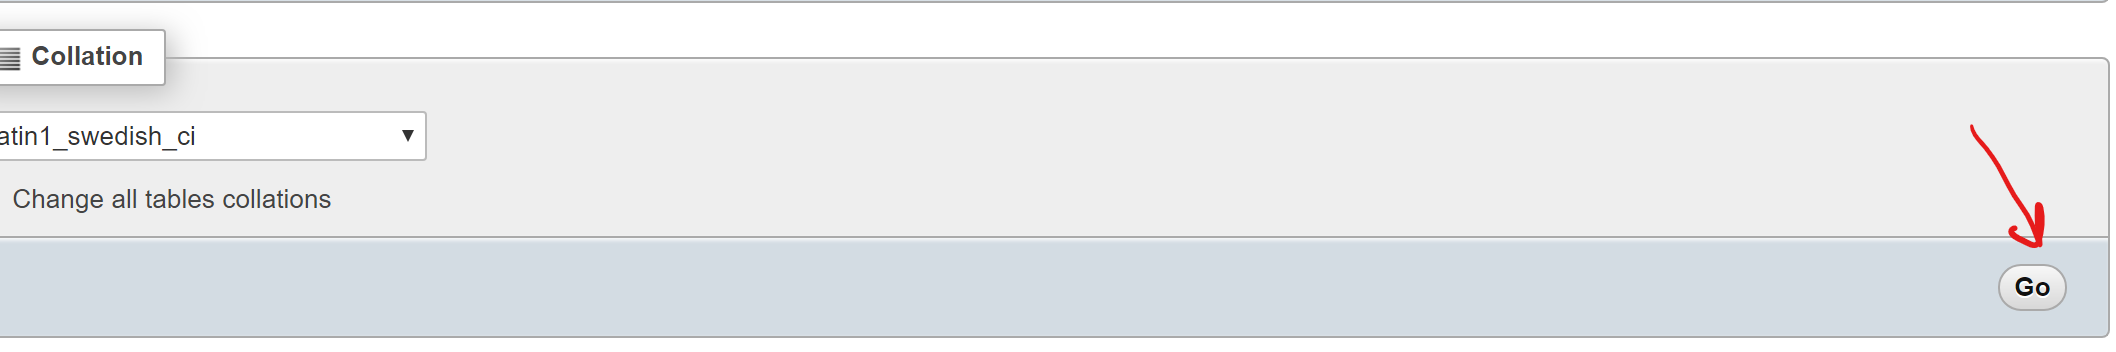 Collation
atin1_swedish_ci
Change all tables collations
Go